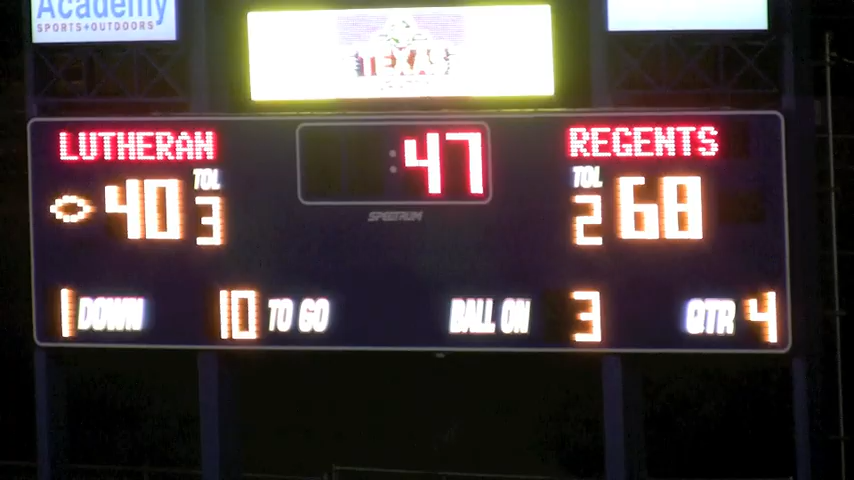 Academy
SPORTS+OUTDOORS
TEXAS
LUTHERAN :47 REGENTS
40 TOL 3 TOL 2 68
SPECTRUM
1 DOWN 10 TO GO BALL ON 3 QTR 4